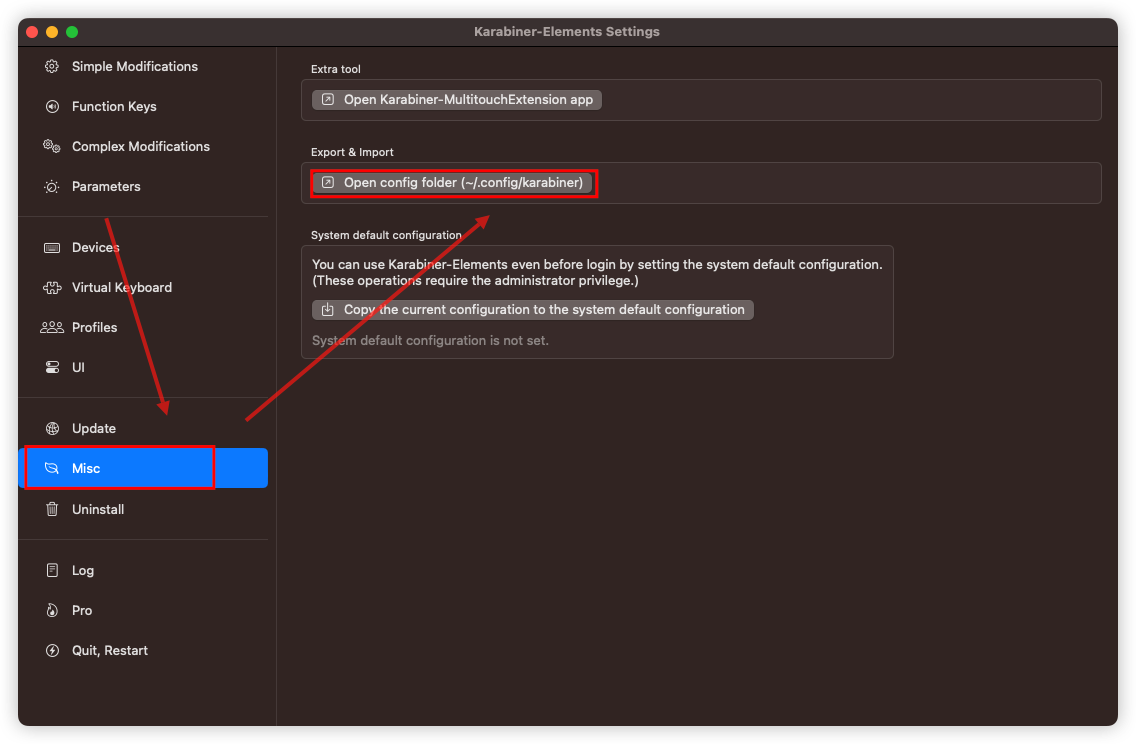 Karabiner-Elements Settings
Simple Modifications
Function Keys
Complex Modifications
Parameters
Devices
Virtual Keyboard
Profiles
UI
Update
Misc
Uninstall
Log
Pro
Quit, Restart
Extra tool
Open Karabiner-MultitouchExtension app
Export & Import
Open config folder (~/.config/karabiner)
System default configuration
You can use Karabiner-Elements even before login by setting the system default configuration.
(These operations require the administrator privilege.)
Copy the current configuration to the system default configuration
System default configuration is not set.